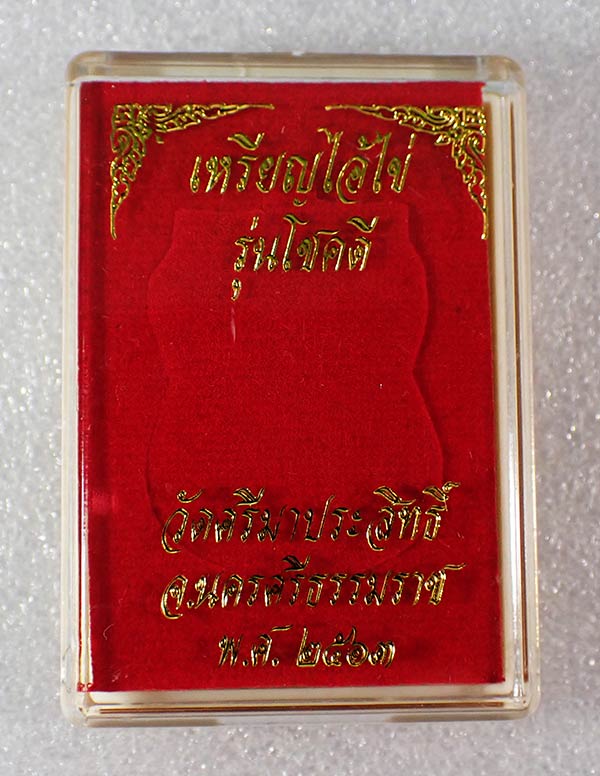 เหรียญไอ้ไข่
รุ่นโชคดี
วัดศรีมาประสิทธิ์
จ.นครศรีธรรมราช
พ.ศ. ๒๕๖๓